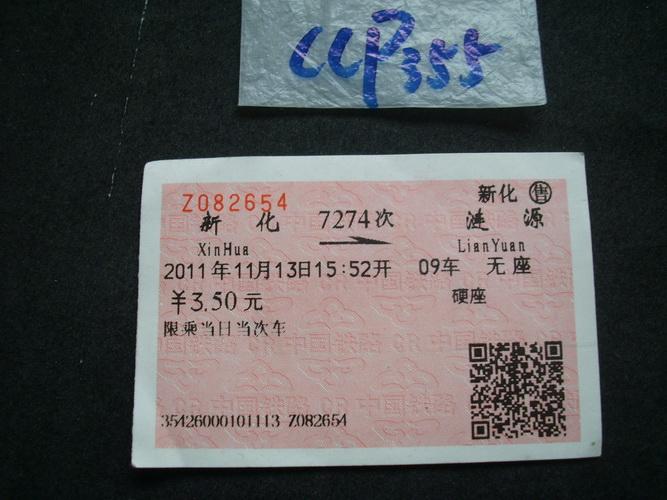 CCP355
Z082654
新化 售
新化 7274次 涟源
XinHua LianYuan
2011年11月13日15:52开 09车 无座
￥3.50元 硬座
限乘当日当次车
35426000101113 Z082654